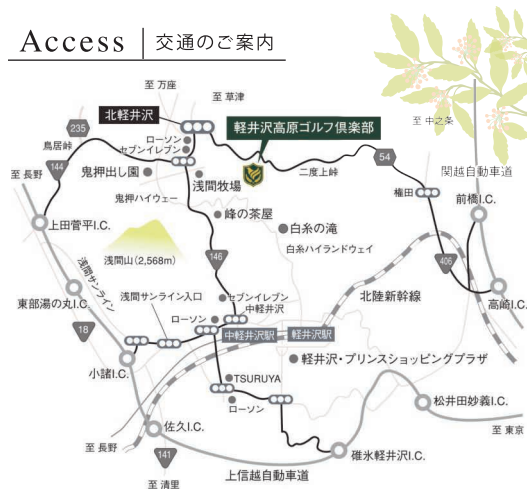 Access
交通のご案内
至 万座
至 草津
至 中之条
北軽井沢
235
鳥居峠
ローソン
セブンイレブン
軽井沢高原ゴルフ倶楽部
144
至 長野
鬼押出し園
浅間牧場
二度上峠
54
関越自動車道
鬼押ハイウェー
権田
前橋I.C.
上田菅平I.C.
峰の茶屋
白糸の滝
白糸ハイランドウェイ
浅間山(2,568m)
146
406
浅間サンライン
東部湯の丸I.C.
浅間サンライン入口
セブンイレブン
中軽井沢
北陸新幹線
高崎I.C.
18
ローソン
中軽井沢駅
軽井沢駅
小諸I.C.
軽井沢・プリンスショッピングプラザ
TSURUYA
ローソン
松井田妙義I.C.
佐久I.C.
至 東京
至 長野
141
碓氷軽井沢I.C.
上信越自動車道
至 清里